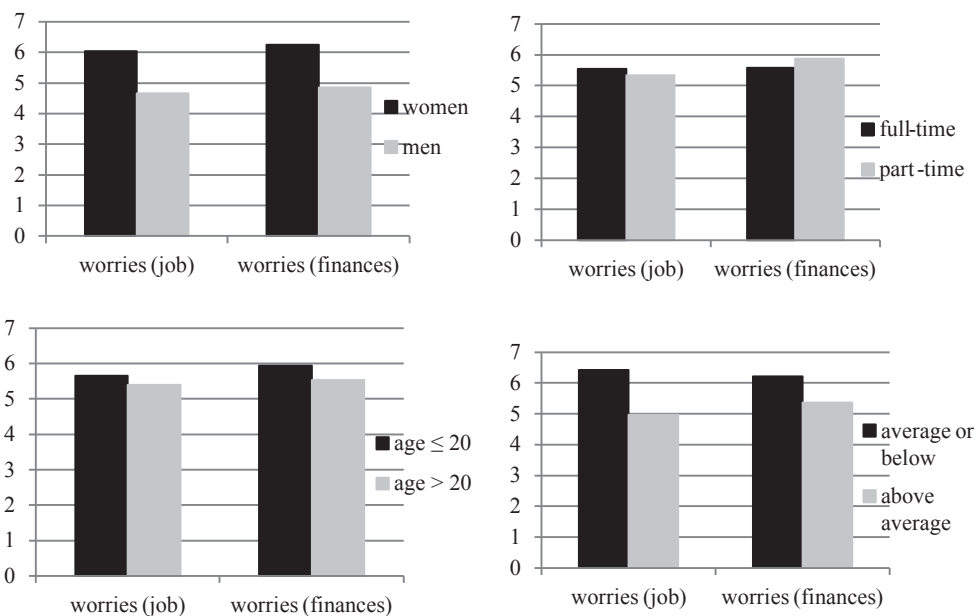 7
6
5
4
3
2
1
0
worries (job)
worries (finances)
women
men
7
6
5
4
3
2
1
0
worries (job)
worries (finances)
full-time
part-time
7
6
5
4
3
2
1
0
worries (job)
worries (finances)
age ≤ 20
age > 20
7
6
5
4
3
2
1
0
worries (job)
worries (finances)
average or
below
above
average